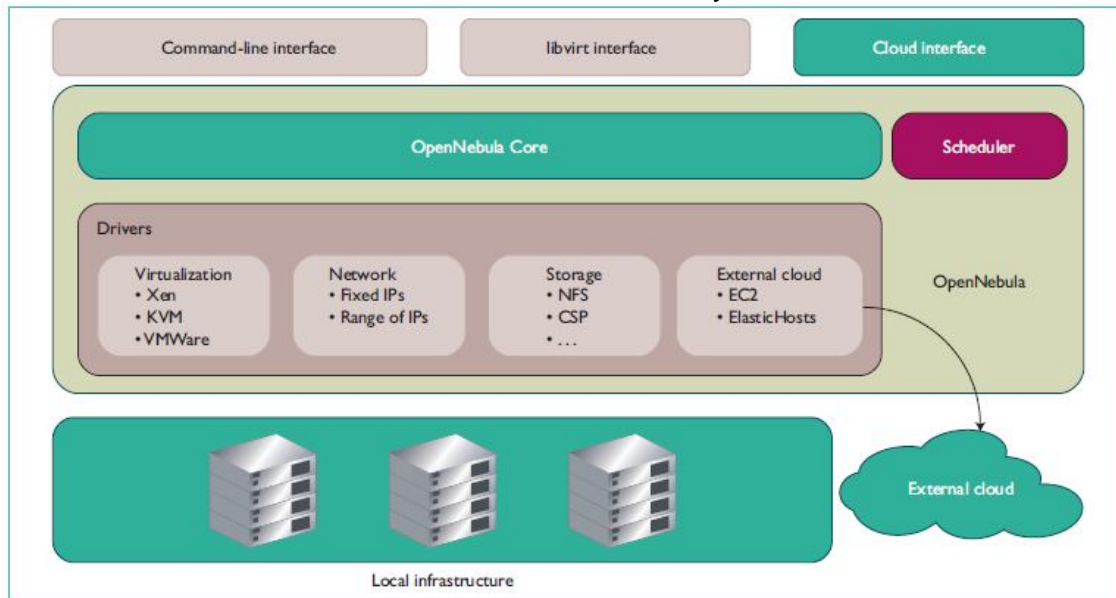 Command-line interface
libvirt interface
Cloud interface
OpenNebula Core
Scheduler
Drivers
Virtualization
• Xen
• KVM
• VMWare
Network
• Fixed IPs
• Range of IPs
Storage
• NFS
• CSP
• ...
External cloud
• EC2
• ElasticHosts
OpenNebula
External cloud
Local infrastructure